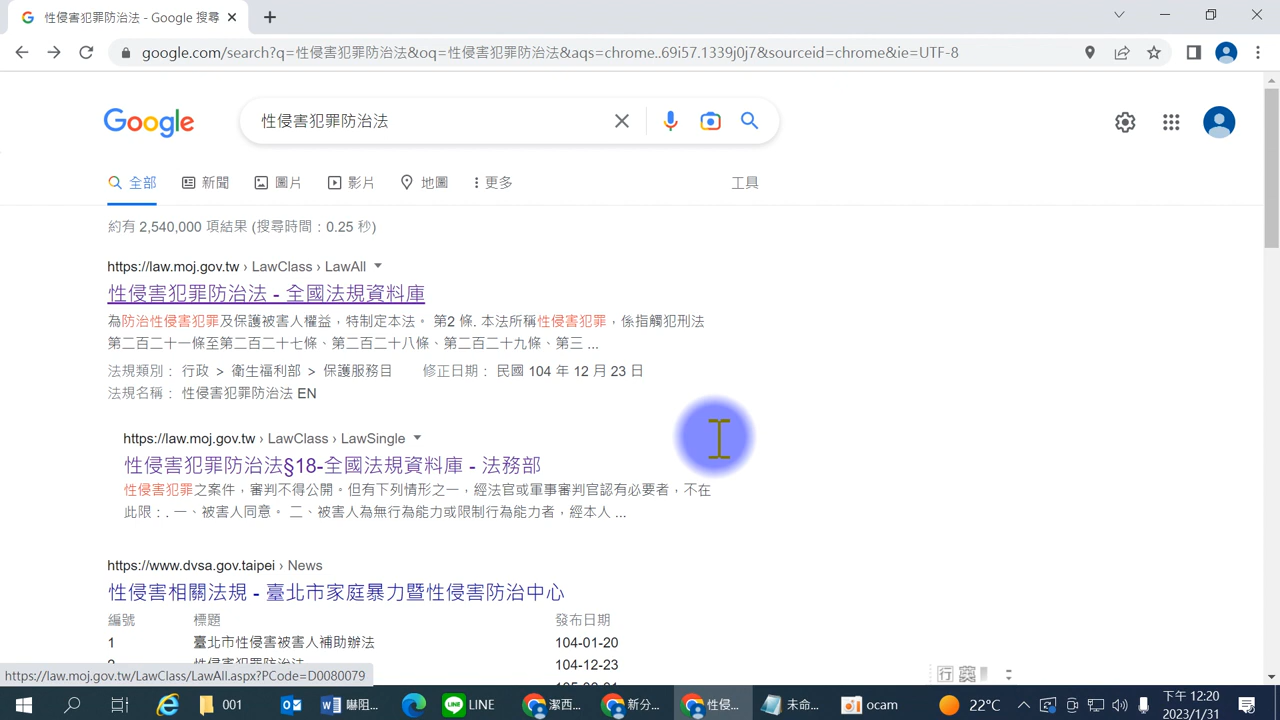 性侵害犯罪防治法 - Google 搜尋
google.com/search?q=性侵害犯罪防治法&oq=性侵害犯罪防治法&aqs=chrome..69i57.1339j0j7&sourceid=chrome&ie=UTF-8
Google
性侵害犯罪防治法
全部 新聞 圖片 影片 地圖 更多 工具
約有 2,540,000 項結果 (搜尋時間：0.25 秒)
https://law.moj.gov.tw › LawClass › LawAll
性侵害犯罪防治法 - 全國法規資料庫
為防治性侵害犯罪及保護被害人權益，特制定本法。 第2 條. 本法所稱性侵害犯罪，係指觸犯刑法
第二百二十一條至第二百二十七條、第二百二十八條、第二百二十九條、第三 ...
法規類別： 行政 > 衛生福利部 > 保護服務目 修正日期： 民國 104 年 12 月 23 日
法規名稱： 性侵害犯罪防治法 EN
https://law.moj.gov.tw › LawClass › LawSingle
性侵害犯罪防治法§18-全國法規資料庫 - 法務部
性侵害犯罪之案件，審判不得公開。但有下列情形之一，經法官或軍事審判官認有必要者，不在
此限：. 一、被害人同意。 二、被害人為無行為能力或限制行為能力者，經本人 ...
https://www.dvsa.gov.taipei › News
性侵害相關法規 - 臺北市家庭暴力暨性侵害防治中心
編號 標題 發布日期
1 臺北市性侵害被害人補助辦法 104-01-20
2 性侵害犯罪防治法 104-12-23
https://law.moj.gov.tw/LawClass/LawAll.aspx?PCode=D0080079
行 英
001 LINE 潔西... 新分... 性侵... 未命... ocam 22°C 下午 12:20
2023/1/31